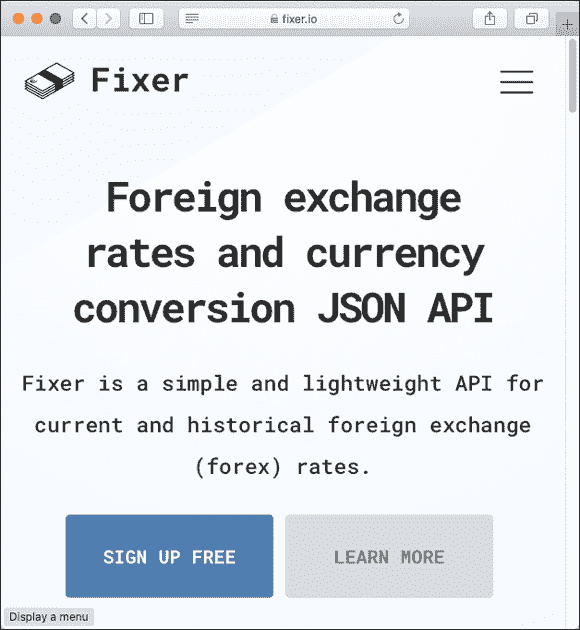 fixer.io
Fixer
Foreign exchange
rates and currency
conversion JSON API
Fixer is a simple and lightweight API for
current and historical foreign exchange
(forex) rates.
SIGN UP FREE
LEARN MORE
Display a menu